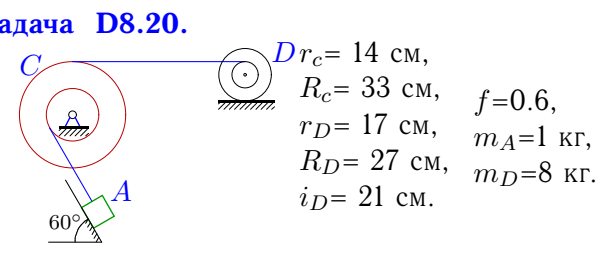 адача D8.20.
C
D
A
60°
r_c= 14 см,
R_c= 33 см,
r_D= 17 см,
R_D= 27 см,
i_D= 21 см.
f=0.6,
m_A=1 кг,
m_D=8 кг.